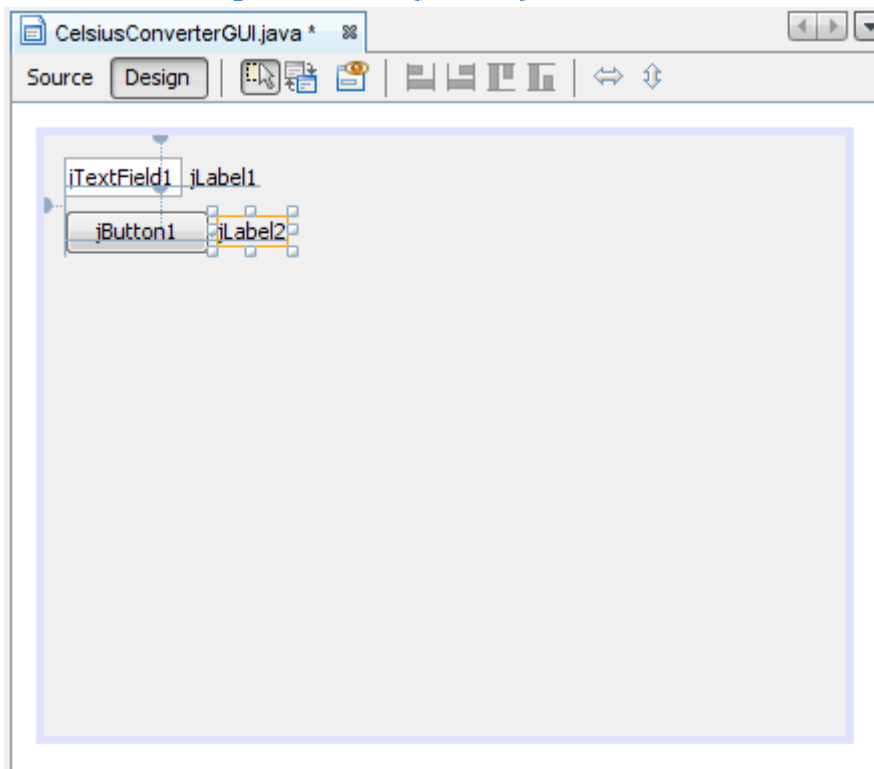 CelsiusConverterGUI.java *
Source Design
jTextField1 jLabel1
jButton1 jLabel2